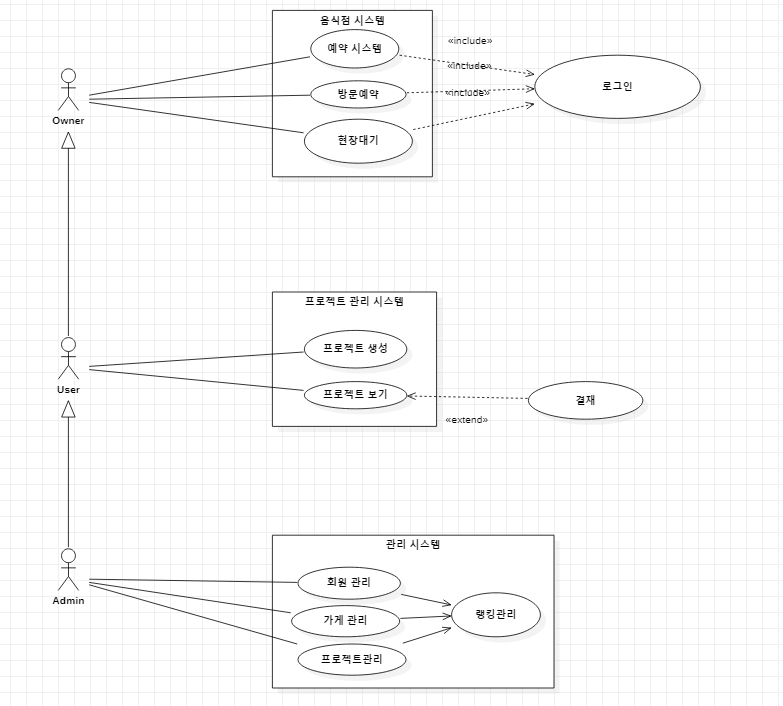 음식점 시스템
예약 시스템
«include»
«include»
방문예약
«include»
로그인
현장대기
Owner
프로젝트 관리 시스템
프로젝트 생성
프로젝트 보기
«extend»
결재
User
관리 시스템
회원 관리
가게 관리
프로젝트관리
랭킹관리
Admin